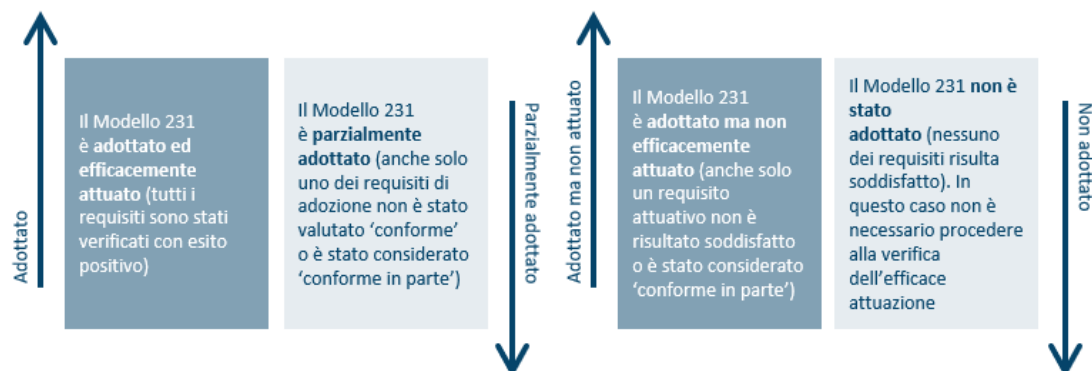 Adottato
Il Modello 231
è adottato ed
efficacemente
attuato (tutti i
requisiti sono stati
verificati con esito
positivo)
Il Modello 231
è parzialmente
adottato (anche solo
uno dei requisiti di
adozione non è stato
valutato ‘conforme’
o è stato considerato
‘conforme in parte’)
Parzialmente adottato
Adottato ma non attuato
Il Modello 231
è adottato ma non
efficacemente
attuato (anche solo
un requisito
attuativo non è
risultato soddisfatto
o è stato considerato
‘conforme in parte’)
Il Modello 231 non è
stato
adottato (nessuno
dei requisiti risulta
soddisfatto). In
questo caso non è
necessario procedere
alla verifica
dell’efficace
attuazione
Non adottato